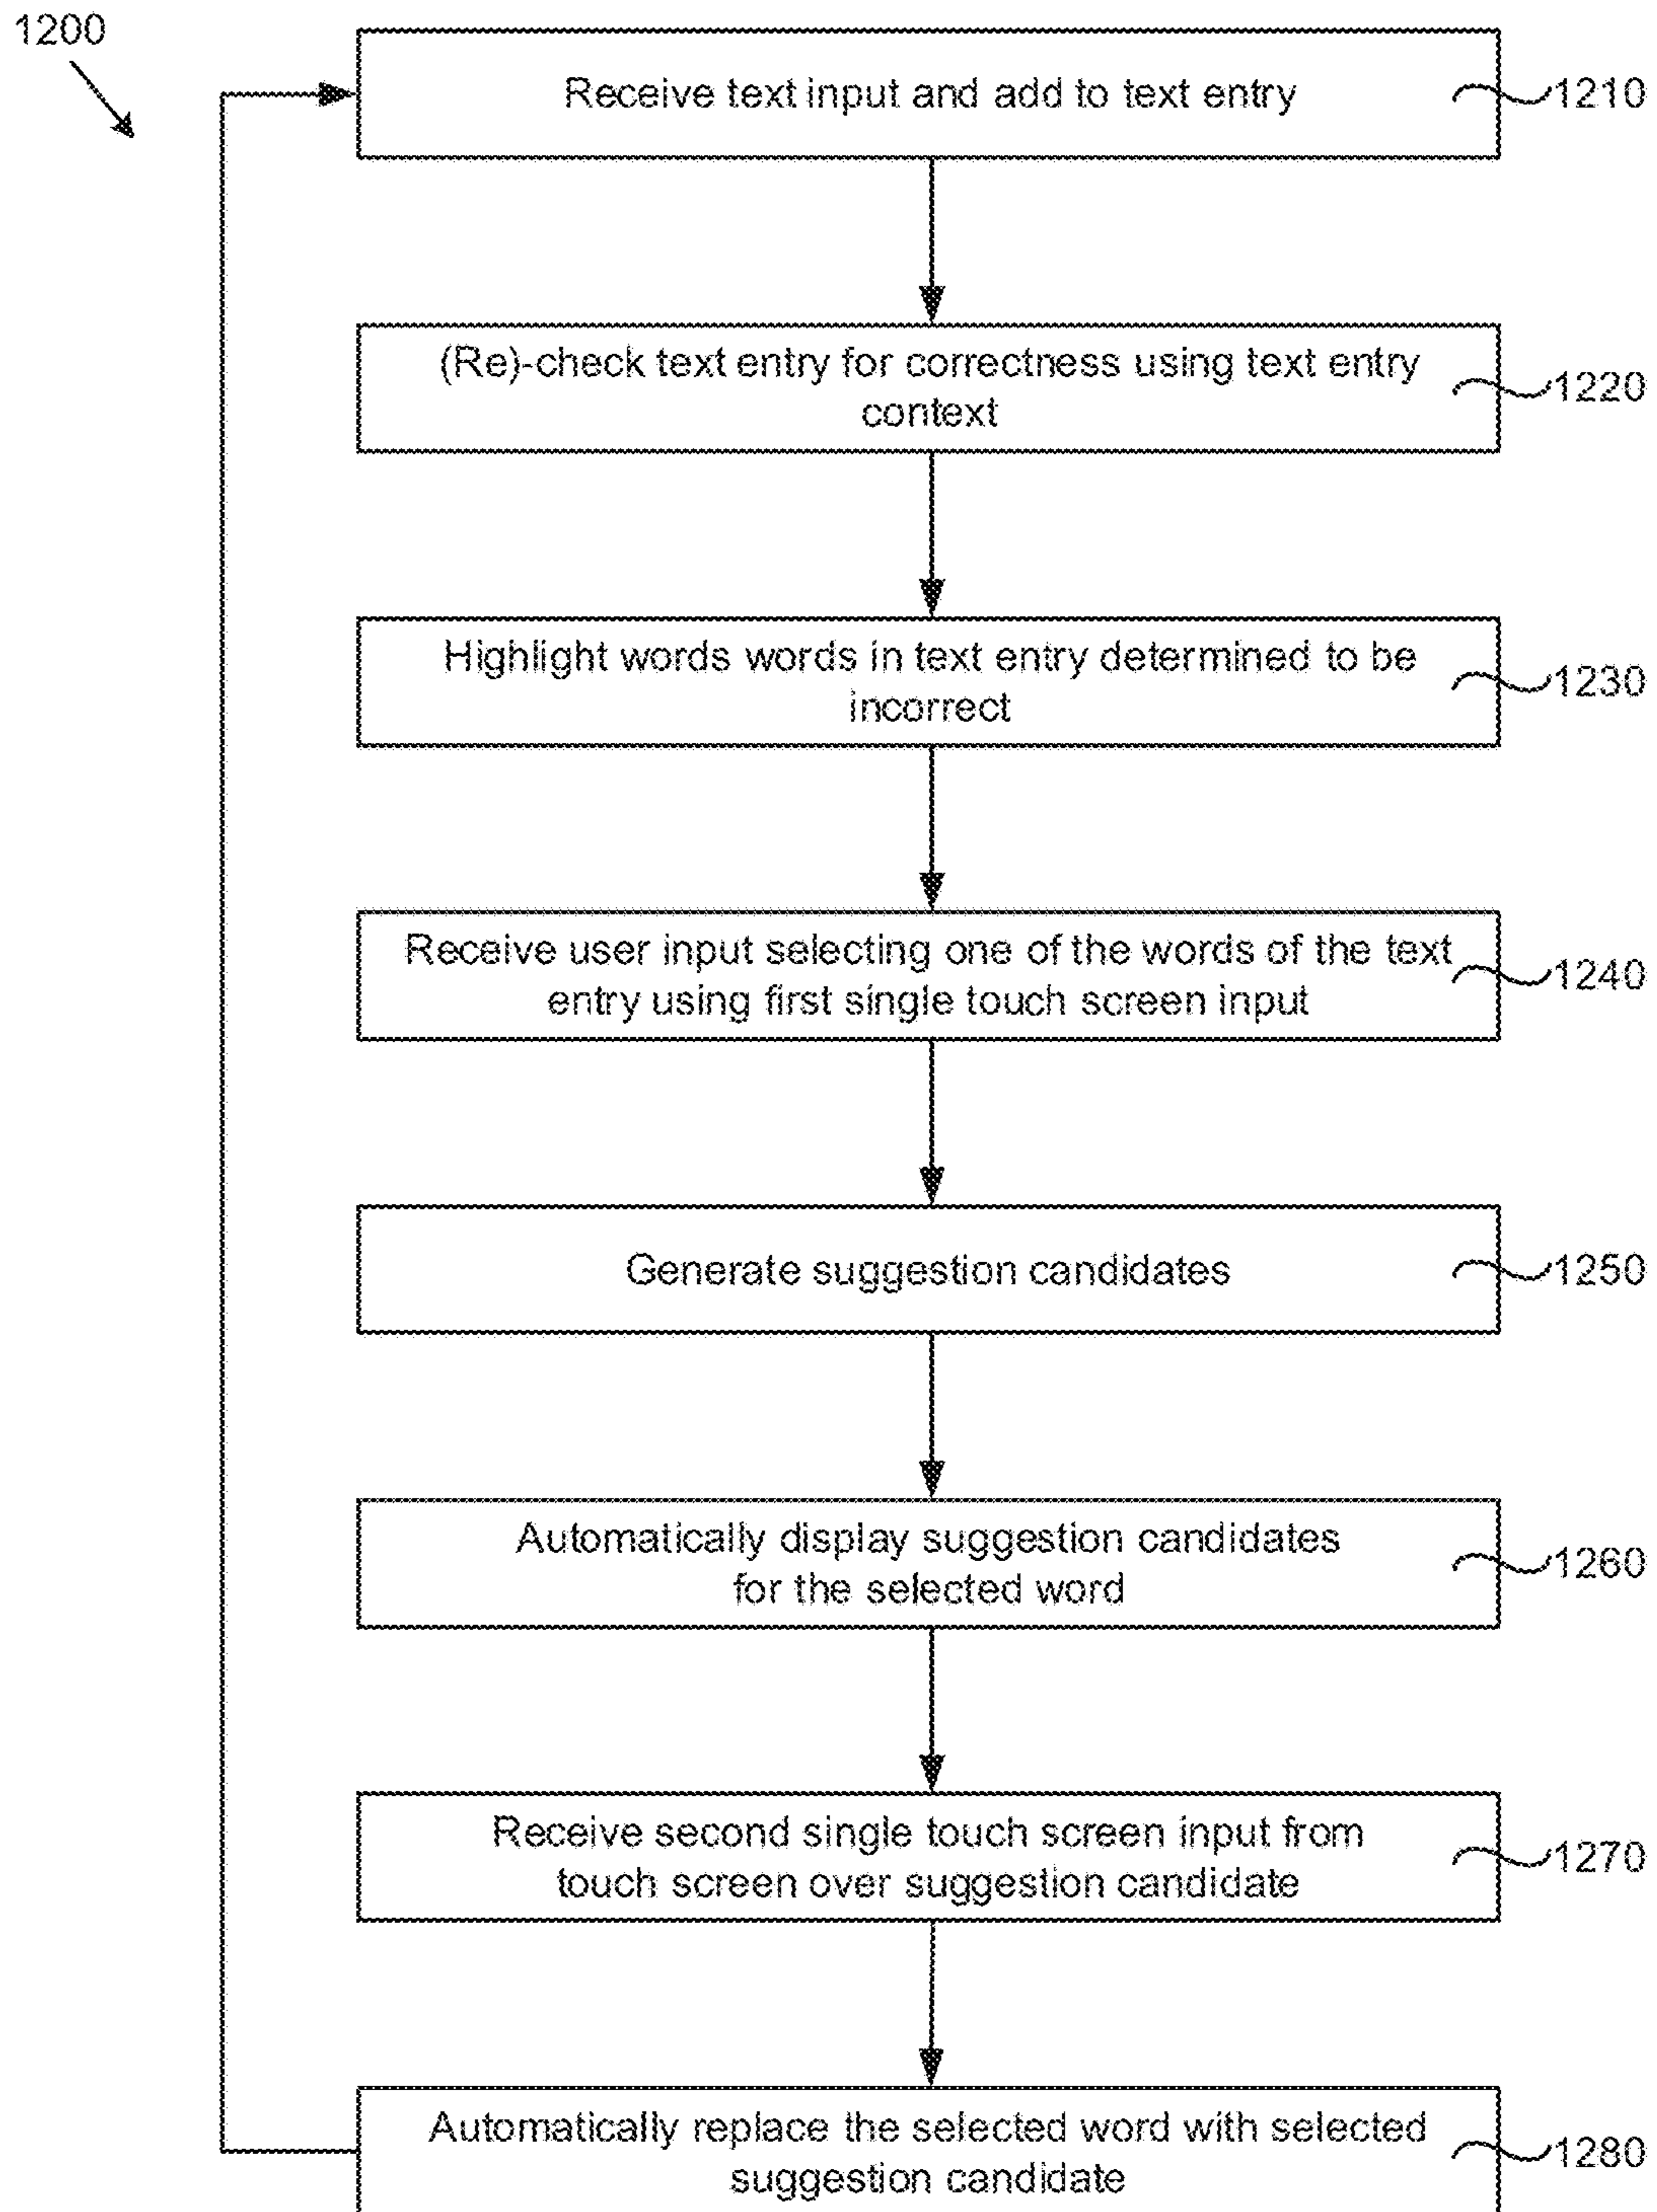 1200
Receive text input and add to text entry
1210
(Re)-check text entry for correctness using text entry
context
1220
Highlight words words in text entry determined to be
incorrect
1230
Receive user input selecting one of the words of the text
entry using first single touch screen input
1240
Generate suggestion candidates
1250
Automatically display suggestion candidates
for the selected word
1260
Receive second single touch screen input from
touch screen over suggestion candidate
1270
Automatically replace the selected word with selected
suggestion candidate
1280